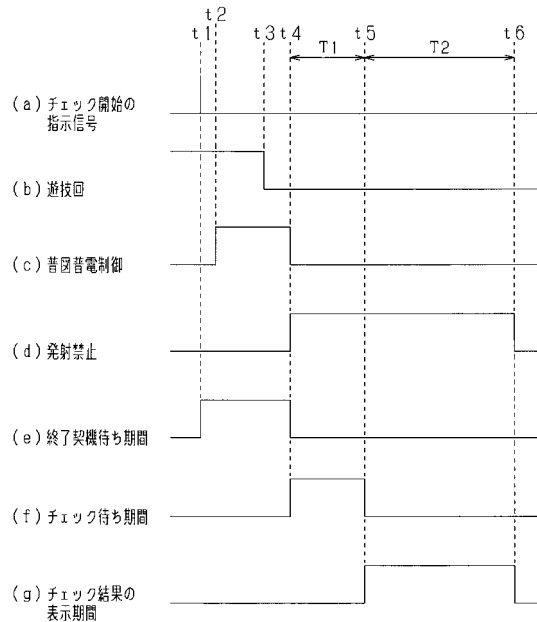 t2
t1 t3 t4 t5 t6
T1 T2
(a)チェック開始の
指示信号
(b)遊技回
(c)普図普電制御
(d)発射禁止
(e)終了契機待ち期間
(f)チェック待ち期間
(g)チェック結果の
表示期間